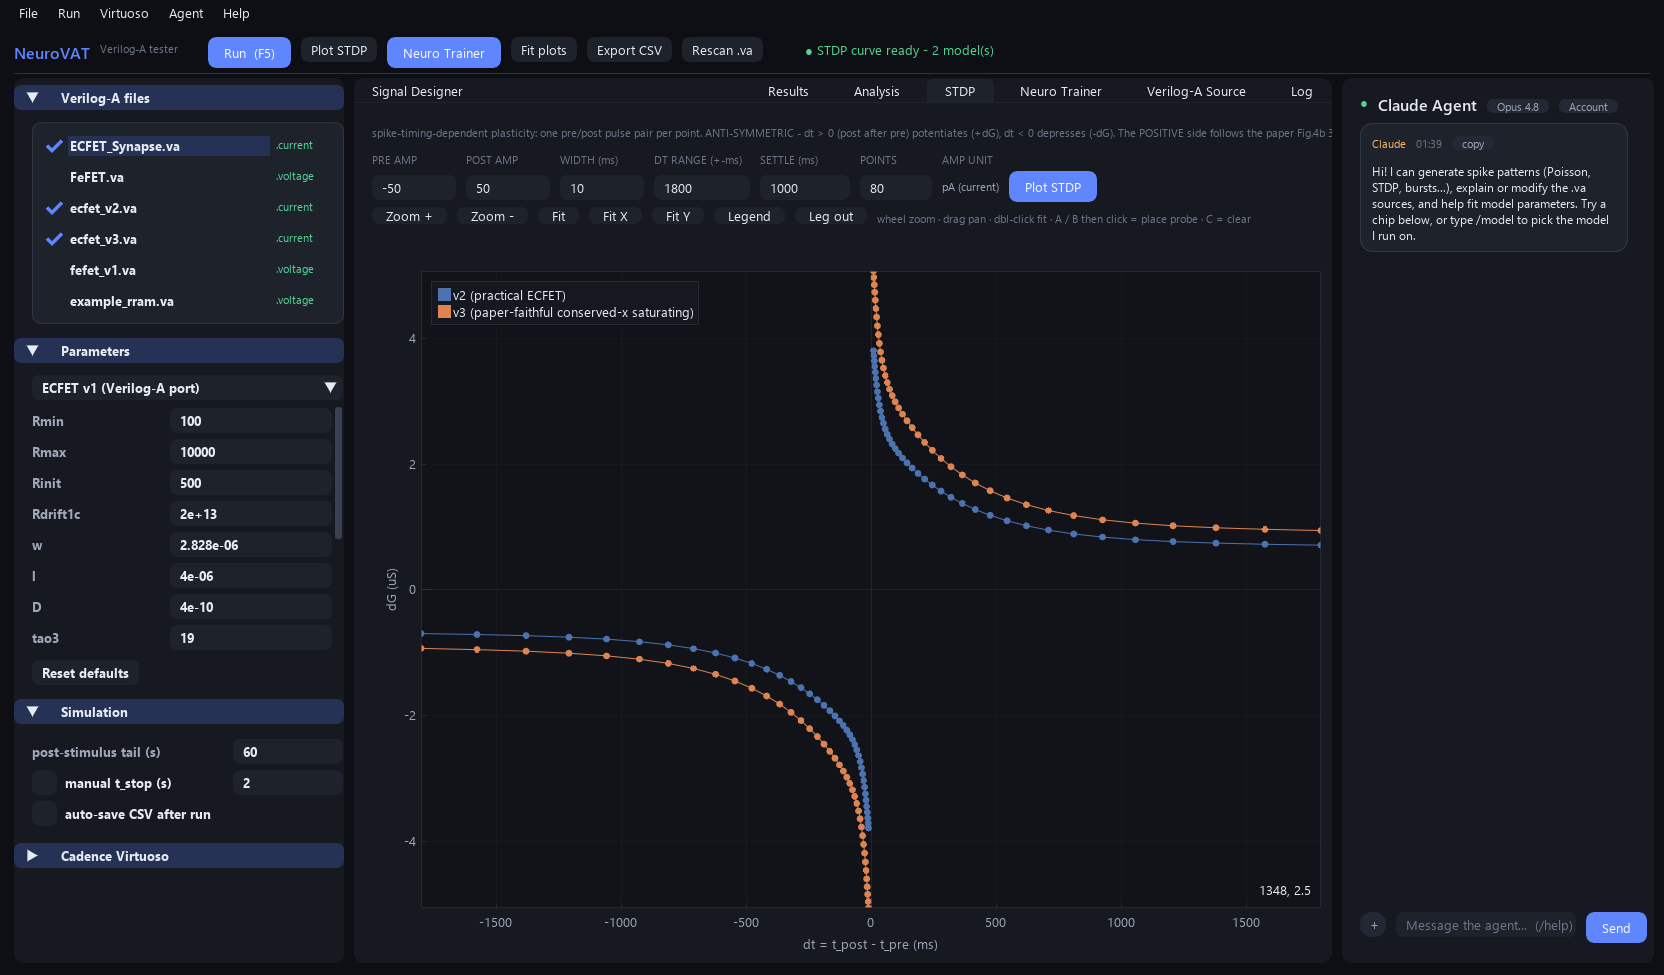 File Run Virtuoso Agent Help
NeuroVAT Verilog-A tester Run (F5) Plot STDP Neuro Trainer Fit plots Export CSV Rescan .va ● STDP curve ready - 2 model(s)
▼ Verilog-A files
ECFET_Synapse.va .current
FeFET.va .voltage
ecfet_v2.va .current
ecfet_v3.va .current
fefet_v1.va .voltage
example_rram.va .voltage
▼ Parameters
ECFET v1 (Verilog-A port) ▼
Rmin 100
Rmax 10000
Rinit 500
Rdrift1c 2e+13
w 2.828e-06
l 4e-06
D 4e-10
tao3 19
Reset defaults
▼ Simulation
post-stimulus tail (s) 60
manual t_stop (s) 2
auto-save CSV after run
▶ Cadence Virtuoso
Signal Designer Results Analysis STDP Neuro Trainer Verilog-A Source Log
spike-timing-dependent plasticity: one pre/post pulse pair per point. ANTI-SYMMETRIC - dt > 0 (post after pre) potentiates (+dG), dt < 0 depresses (-dG). The POSITIVE side follows the paper Fig.4b 3
PRE AMP POST AMP WIDTH (ms) DT RANGE (+-ms) SETTLE (ms) POINTS AMP UNIT
-50 50 10 1800 1000 80 pA (current) Plot STDP
Zoom + Zoom - Fit Fit X Fit Y Legend Leg out wheel zoom · drag pan · dbl-click fit · A / B then click = place probe · C = clear
v2 (practical ECFET)
v3 (paper-faithful conserved-x saturating)
4
2
0
-2
-4
dG (uS)
1348, 2.5
-1500 -1000 -500 0 500 1000 1500
dt = t_post - t_pre (ms)
● Claude Agent Opus 4.8 Account
Claude 01:39 copy
Hi! I can generate spike patterns (Poisson,
STDP, bursts...), explain or modify the .va
sources, and help fit model parameters. Try a
chip below, or type /model to pick the model
I run on.
+ Message the agent... (/help) Send